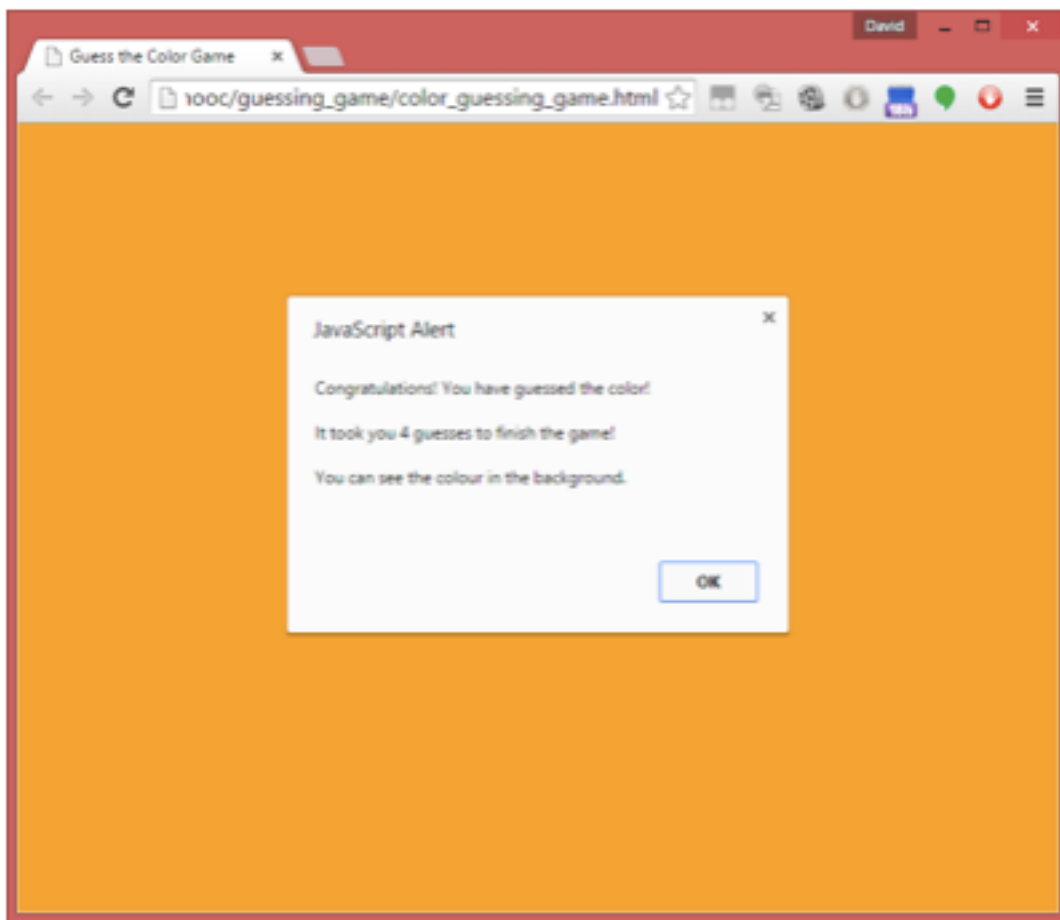 David
Guess the Color Game
nooc/guessing_game/color_guessing_game.html
JavaScript Alert
Congratulations! You have guessed the color!
It took you 4 guesses to finish the game!
You can see the colour in the background.
OK